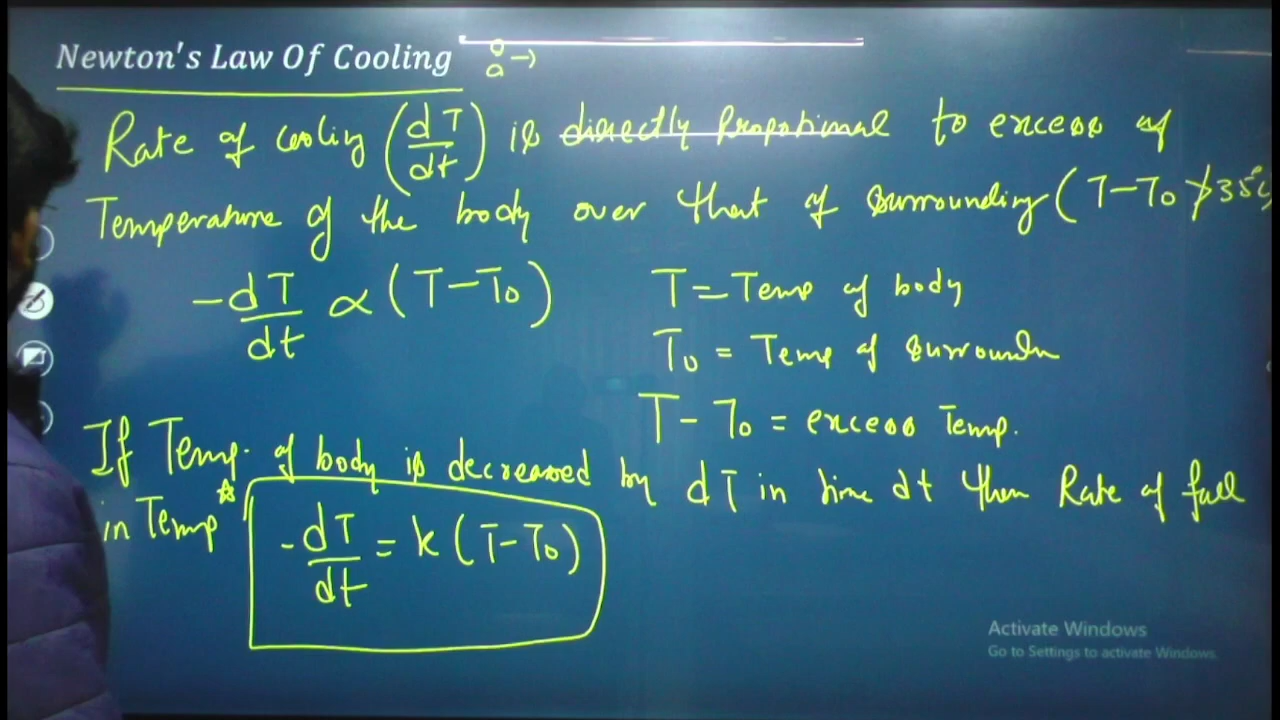 Newton's Law Of Cooling
Rate of cooling (dT/dt) is directly Propotional to excess of
Temperature of the body over that of surrounding (T-T₀ ≯35°C)
-dT/dt ∝ (T-T₀)
T = Temp of body
T₀ = Temp of surroundn
T - T₀ = excess Temp.
If Temp. of body is decreased by dT in time dt then Rate of fall
in Temp
-dT/dt = k (T-T₀)
Activate Windows
Go to Settings to activate Windows.